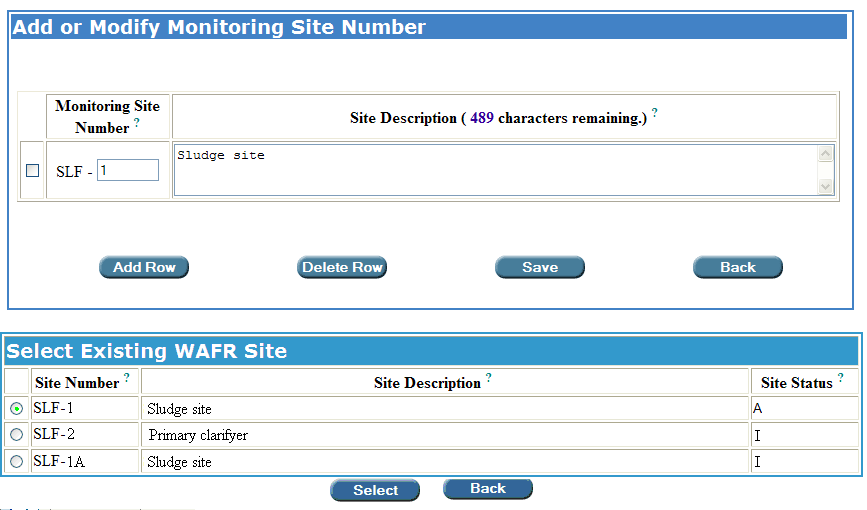 Add or Modify Monitoring Site Number
Monitoring Site
Number ?
Site Description ( 489 characters remaining.) ?
SLF - 1
Sludge site
Add Row Delete Row Save Back
Select Existing WAFR Site
Site Number ? Site Description ? Site Status ?
SLF-1 Sludge site A
SLF-2 Primary clarifyer I
SLF-1A Sludge site I
Select Back